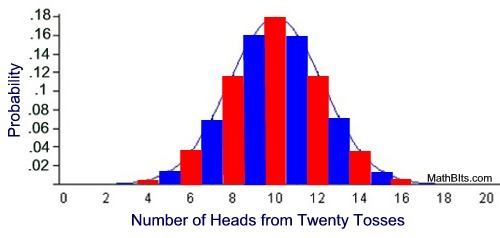 .18
.16
.14
.12
.1
.08
.06
.04
.02
Probability
0 2 4 6 8 10 12 14 16 18 20
MathBits.com
Number of Heads from Twenty Tosses